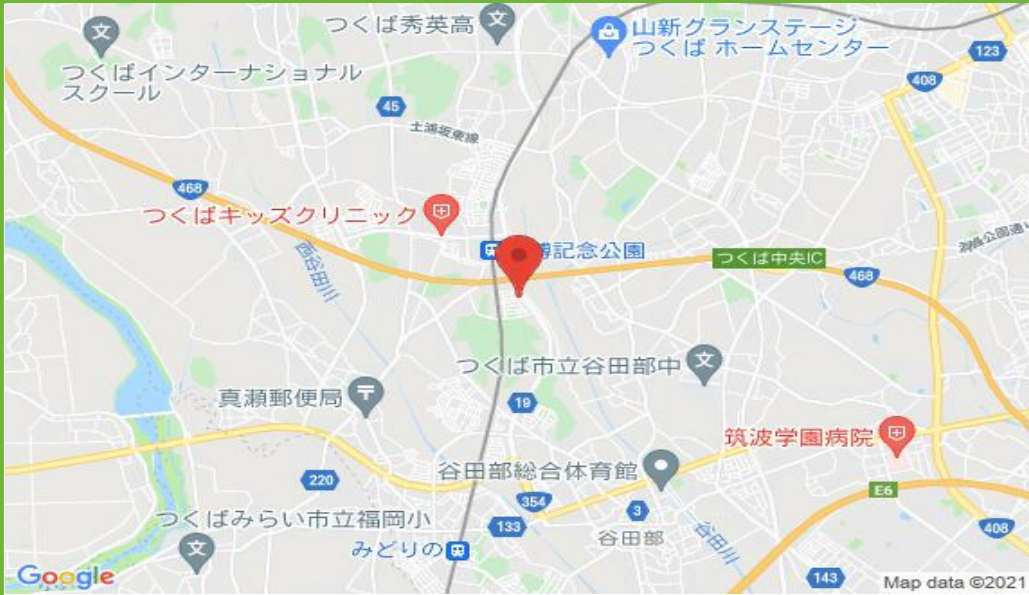 つくば秀英高
山新グランステージ
つくば ホームセンター
123
つくばインターナショナル
スクール
408
45
土浦坂東線
468
つくばキッズクリニック
博記念公園
つくば中央IC
468
西谷田川
つくば市立谷田部中
真瀬郵便局
19
筑波学園病院
谷田部総合体育館
220
E6
354
3
つくばみらい市立福岡小
133
谷田部
谷田川
408
みどりの
143
Google
Map data ©2021